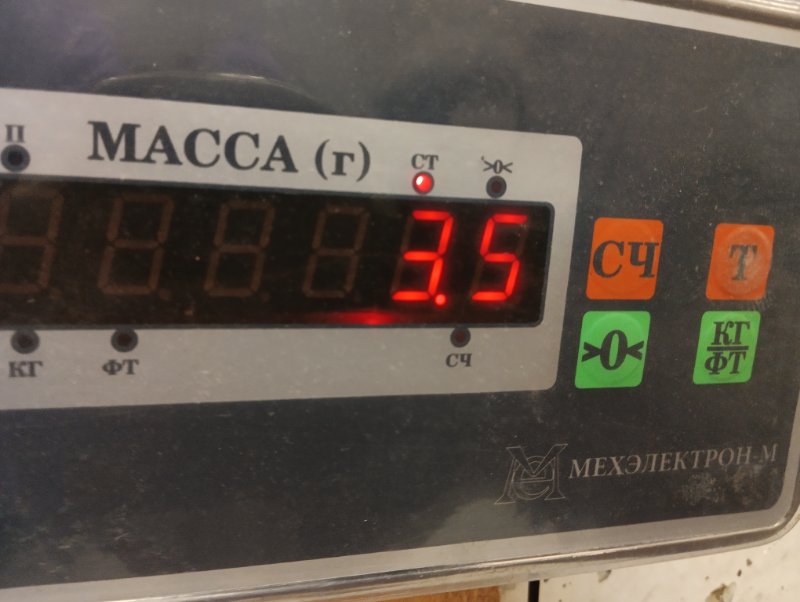 П
МАССА (г)
СТ
>0<
3.5
КГ
ФТ
СЧ
СЧ
Т
>0<
КГ
ФТ
МЕХЭЛЕКТРОН-М